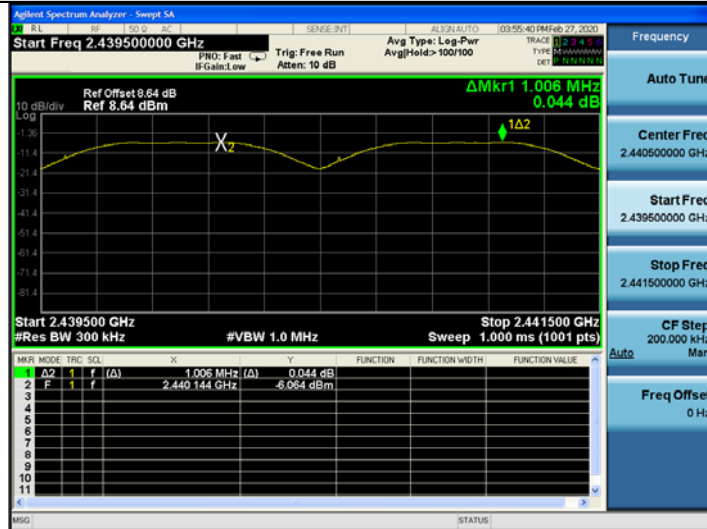 Agilent Spectrum Analyzer - Swept SA
RL RF 50 Ω AC SENSE:INT ALIGN AUTO 03:55:40 PM Feb 27, 2020
Start Freq 2.439500000 GHz
PNO: Fast
IFGain:Low
Trig: Free Run
Atten: 10 dB
Avg Type: Log-Pwr
Avg|Hold:> 100/100
TRACE 1 2 3 4 5 6
TYPE M
DET P N N N N N
ΔMkr1 1.006 MHz
0.044 dB
Ref Offset 8.64 dB
10 dB/div Ref 8.64 dBm
Log
-1.36
-11.4
-21.4
-31.4
-41.4
-51.4
-61.4
-71.4
-81.4
X2
1Δ2
Start 2.439500 GHz Stop 2.441500 GHz
#Res BW 300 kHz #VBW 1.0 MHz Sweep 1.000 ms (1001 pts)
MKR MODE TRC SCL X Y FUNCTION FUNCTION WIDTH FUNCTION VALUE
1 Δ2 1 f (Δ) 1.006 MHz (Δ) 0.044 dB
2 F 1 f 2.440 144 GHz -6.064 dBm
3
4
5
6
7
8
9
10
11
MSG STATUS
Frequency
Auto Tune
Center Freq
2.440500000 GHz
Start Freq
2.439500000 GHz
Stop Freq
2.441500000 GHz
CF Step
200.000 kHz
Auto Man
Freq Offset
0 Hz